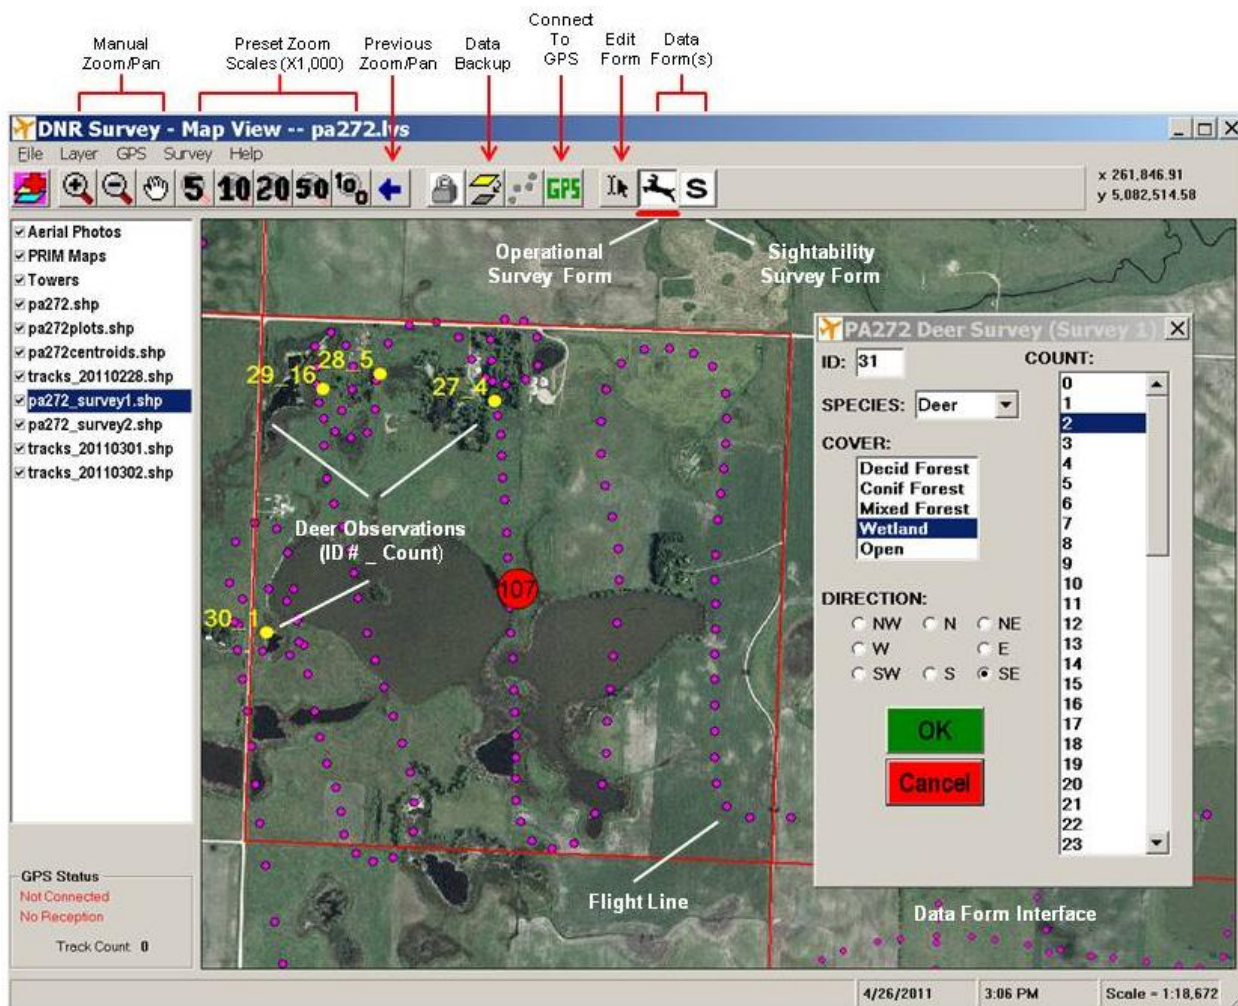 Manual
Zoom/Pan
Preset Zoom
Scales (X1,000)
Previous
Zoom/Pan
Data
Backup
Connect
To
GPS
Edit
Form
Data
Form(s)
DNR Survey - Map View -- pa272.lvs
File Layer GPS Survey Help
5 10 20 50 100 GPS S
x 261,846.91
y 5,082,514.58
Aerial Photos
PRIM Maps
Towers
pa272.shp
pa272plots.shp
pa272centroids.shp
tracks_20110228.shp
pa272_survey1.shp
pa272_survey2.shp
tracks_20110301.shp
tracks_20110302.shp
GPS Status
Not Connected
No Reception
Track Count 0
Operational
Survey Form
Sightability
Survey Form
28_5
29_16
27_4
Deer Observations
(ID # _ Count)
107
30_1
Flight Line
Data Form Interface
PA272 Deer Survey (Survey 1)
ID: 31
SPECIES: Deer
COVER:
Decid Forest
Conif Forest
Mixed Forest
Wetland
Open
DIRECTION:
NW N NE
W E
SW S SE
OK
Cancel
COUNT:
0
1
2
3
4
5
6
7
8
9
10
11
12
13
14
15
16
17
18
19
20
21
22
23
4/26/2011 3:06 PM Scale = 1:18,672